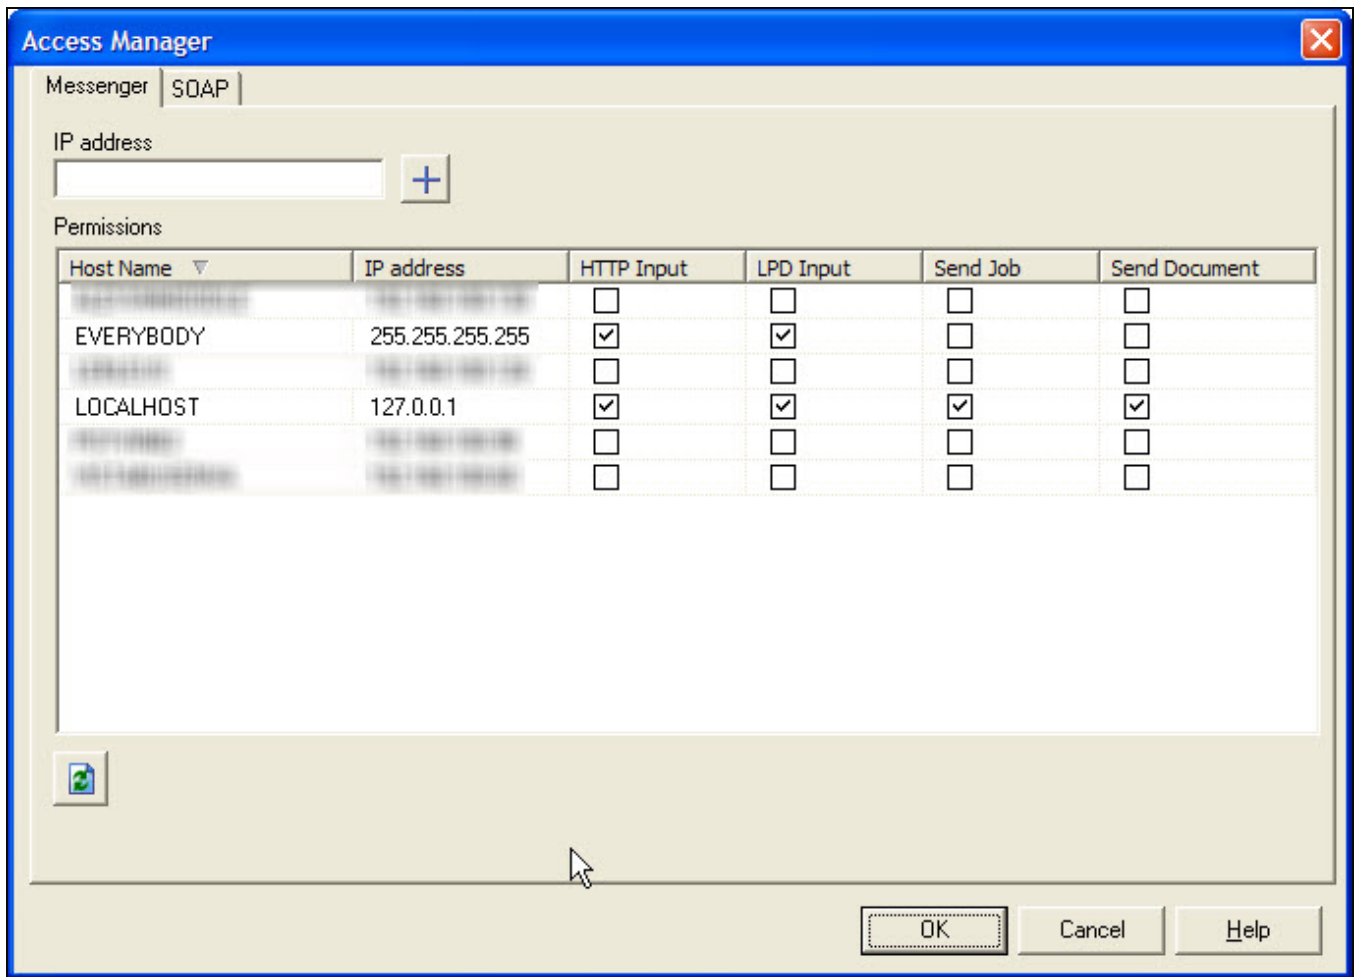 Access Manager
Messenger SOAP
IP address
Permissions
Host Name IP address HTTP Input LPD Input Send Job Send Document
EVERYBODY 255.255.255.255
LOCALHOST 127.0.0.1
OK Cancel Help